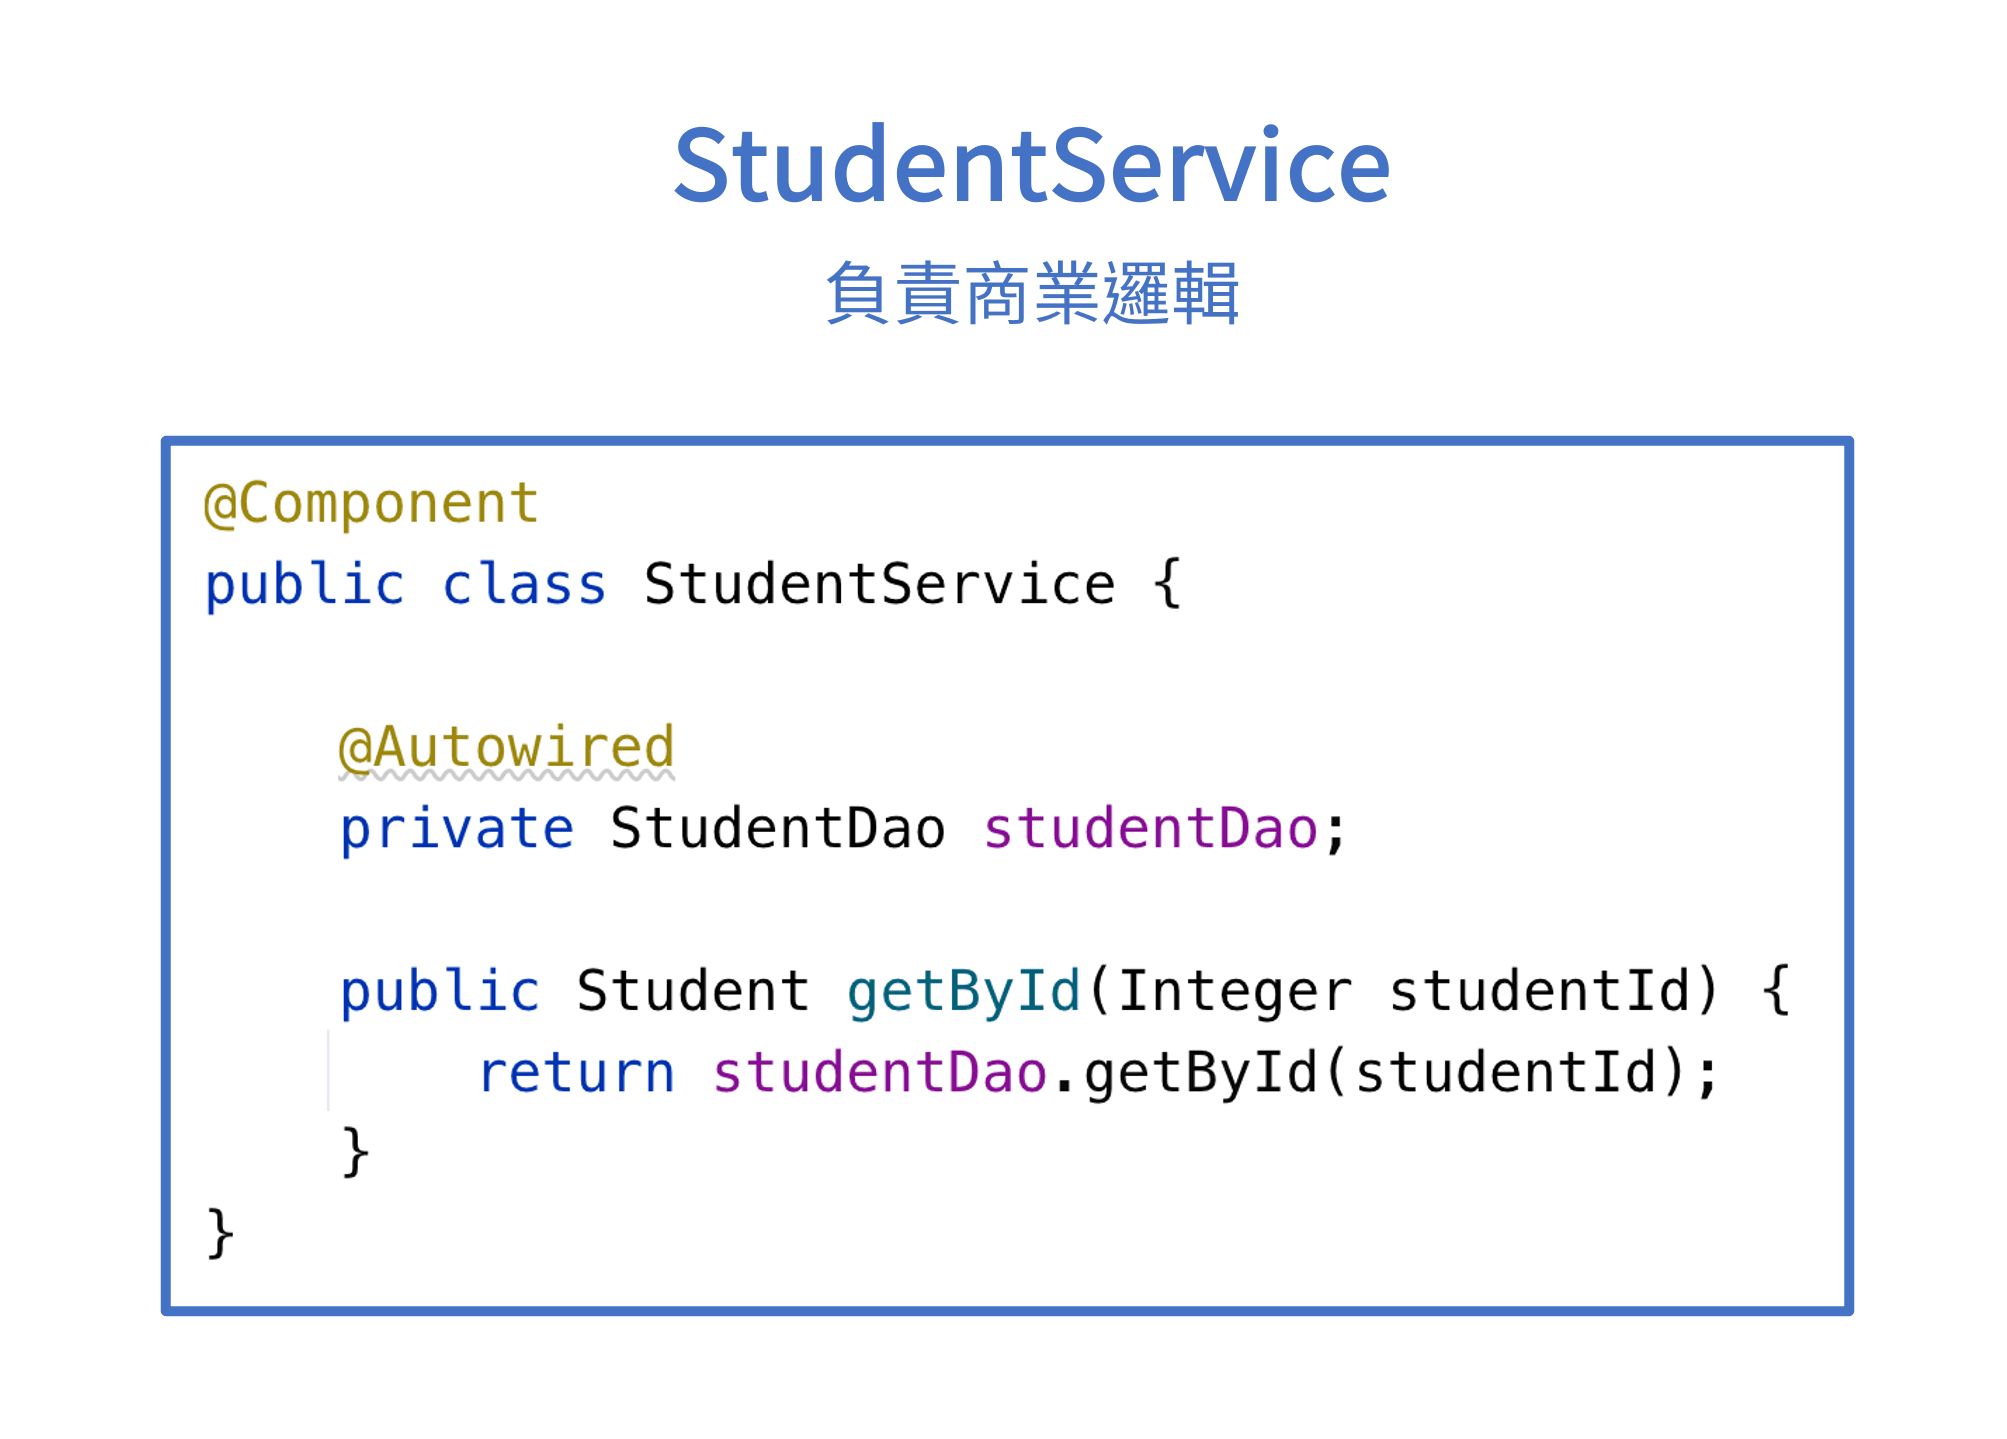 StudentService
負責商業邏輯
@Component
public class StudentService {
@Autowired
private StudentDao studentDao;
public Student getById(Integer studentId) {
return studentDao.getById(studentId);
}
}